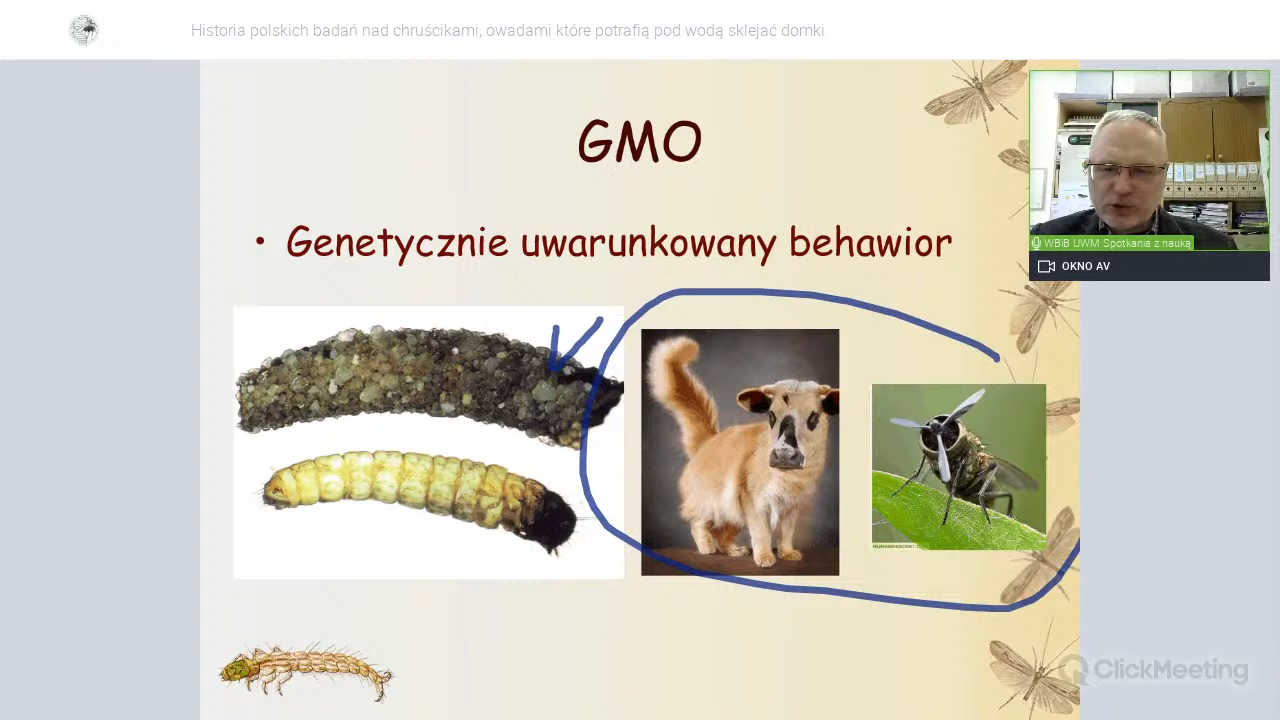 Historia polskich badań nad chruścikami, owadami które potrafią pod wodą sklejać domki
GMO
• Genetycznie uwarunkowany behawior
WBiB UWM Spotkania z nauką
OKNO AV
ClickMeeting